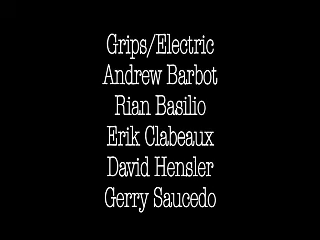 Grips/Electric
Andrew Barbot
Rian Basilio
Erik Clabeaux
David Hensler
Gerry Saucedo